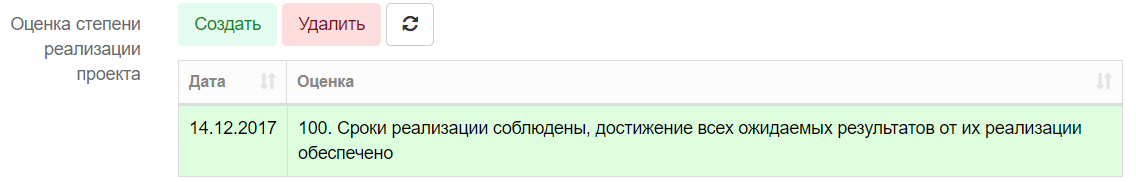 Оценка степени
реализации
проекта
Создать
Удалить
Дата
Оценка
14.12.2017
100. Сроки реализации соблюдены, достижение всех ожидаемых результатов от их реализации
обеспечено